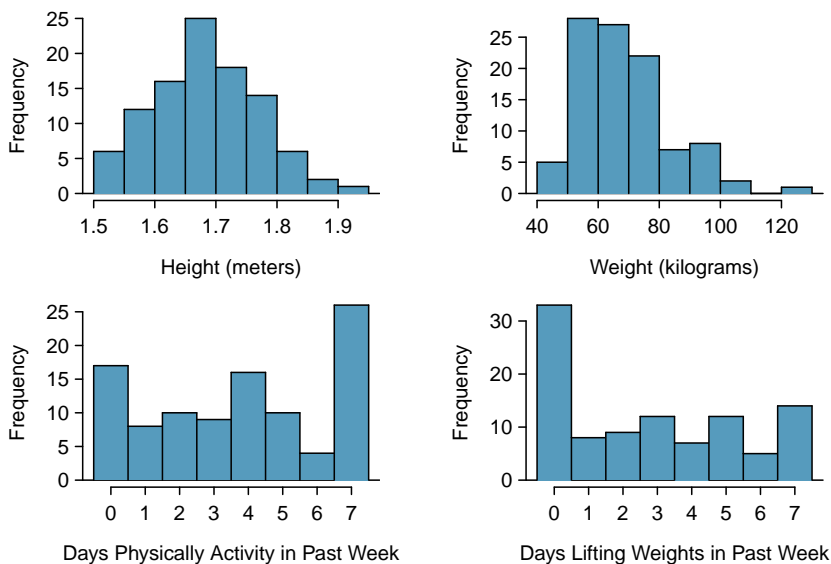 Frequency
25
20
15
10
5
0
1.5 1.6 1.7 1.8 1.9
Height (meters)
Frequency
25
20
15
10
5
0
40 60 80 100 120
Weight (kilograms)
Frequency
25
20
15
10
5
0
0 1 2 3 4 5 6 7
Days Physically Activity in Past Week
Frequency
30
20
10
0
0 1 2 3 4 5 6 7
Days Lifting Weights in Past Week